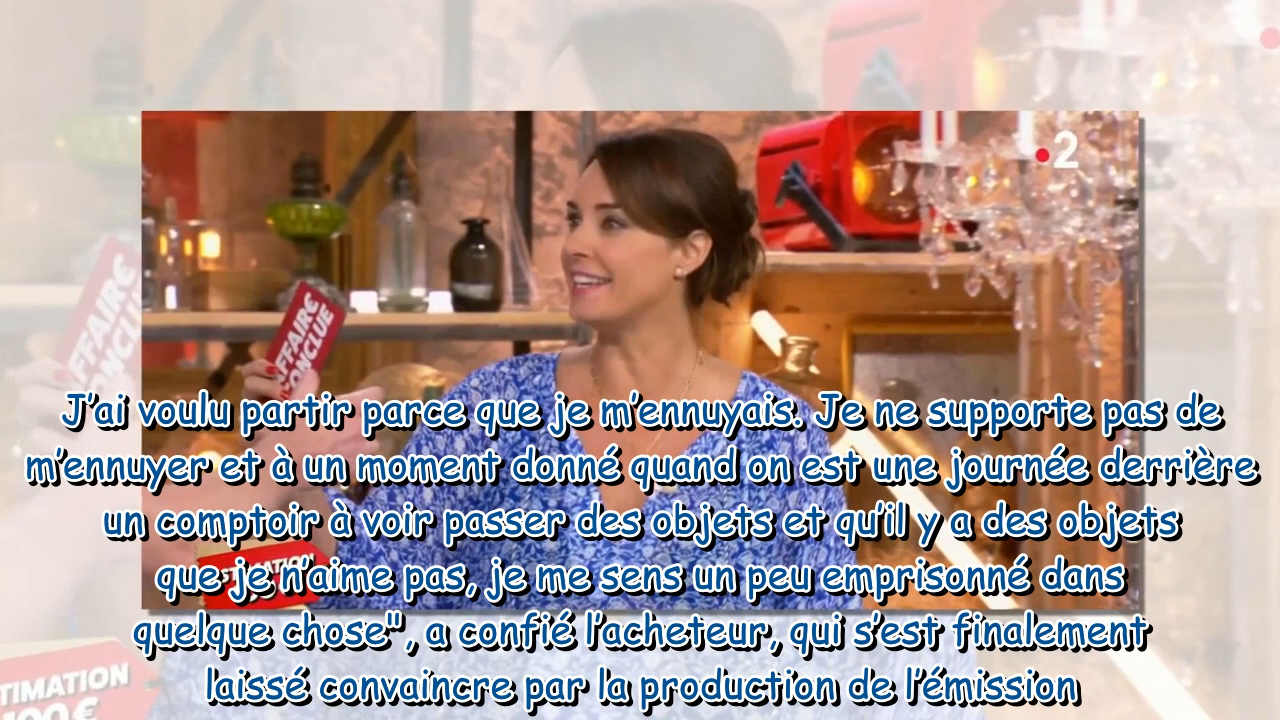 2
AFFAIRE
CONCLUE
J'ai voulu partir parce que je m'ennuyais. Je ne supporte pas de
m'ennuyer et à un moment donné quand on est une journée derrière
un comptoir à voir passer des objets et qu'il y a des objets
que je n'aime pas, je me sens un peu emprisonné dans
quelque chose", a confié l'acheteur, qui s'est finalement
laissé convaincre par la production de l'émission
TIMATION
100 €